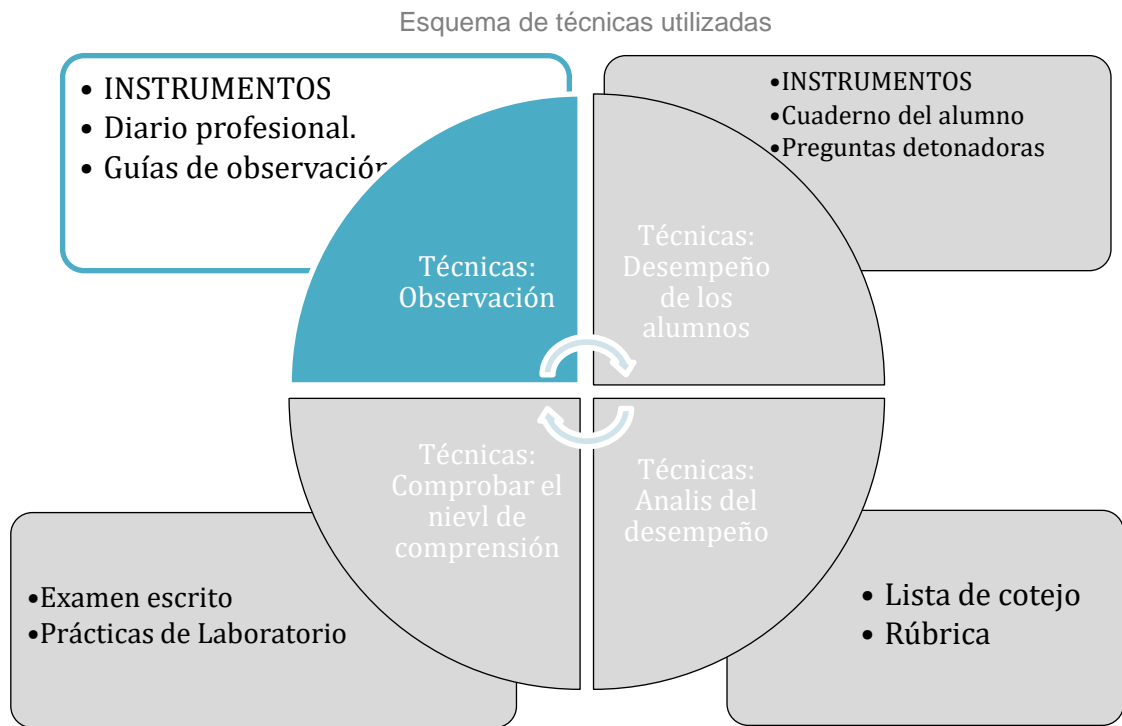 Esquema de técnicas utilizadas
• INSTRUMENTOS
• Diario profesional.
• Guías de observación
•INSTRUMENTOS
•Cuaderno del alumno
•Preguntas detonadoras
Técnicas:
Observación
Técnicas:
Desempeño
de los
alumnos
Técnicas:
Comprobar el
nievl de
comprensión
Técnicas:
Analis del
desempeño
•Examen escrito
•Prácticas de Laboratorio
• Lista de cotejo
• Rúbrica